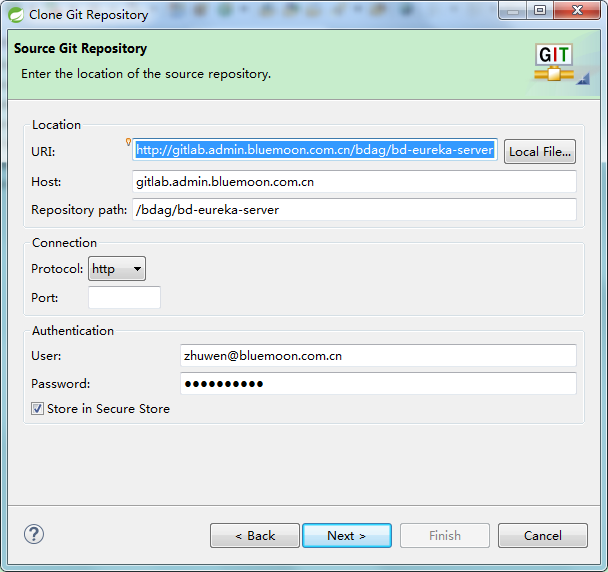 Clone Git Repository
Source Git Repository
Enter the location of the source repository.
GIT
Location
URI: http://gitlab.admin.bluemoon.com.cn/bdag/bd-eureka-server Local File...
Host: gitlab.admin.bluemoon.com.cn
Repository path: /bdag/bd-eureka-server
Connection
Protocol: http
Port:
Authentication
User: zhuwen@bluemoon.com.cn
Password: ●●●●●●●●●●
Store in Secure Store
? < Back Next > Finish Cancel